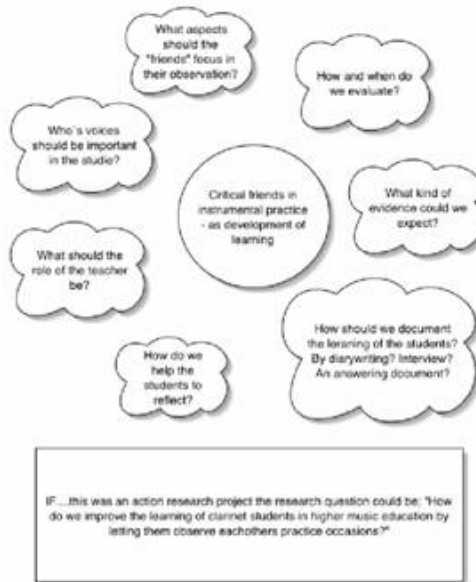 What aspects
should the
"friends" focus in
their observation?
How and when do
we evaluate?
Who´s voices
should be important
in the studie?
Critical friends in
instrumental practice
- as development of
learning
What kind of
evidence could we
expect?
What should the
role of the teacher
be?
How should we document
the leraning of the students?
By diarywriting? Interview?
An answering document?
How do we
help the
students to
reflect?
IF....this was an action research project the research question could be; "How
do we improve the learning of clarinet students in higher music education by
letting them observe eachothers practice occasions?"